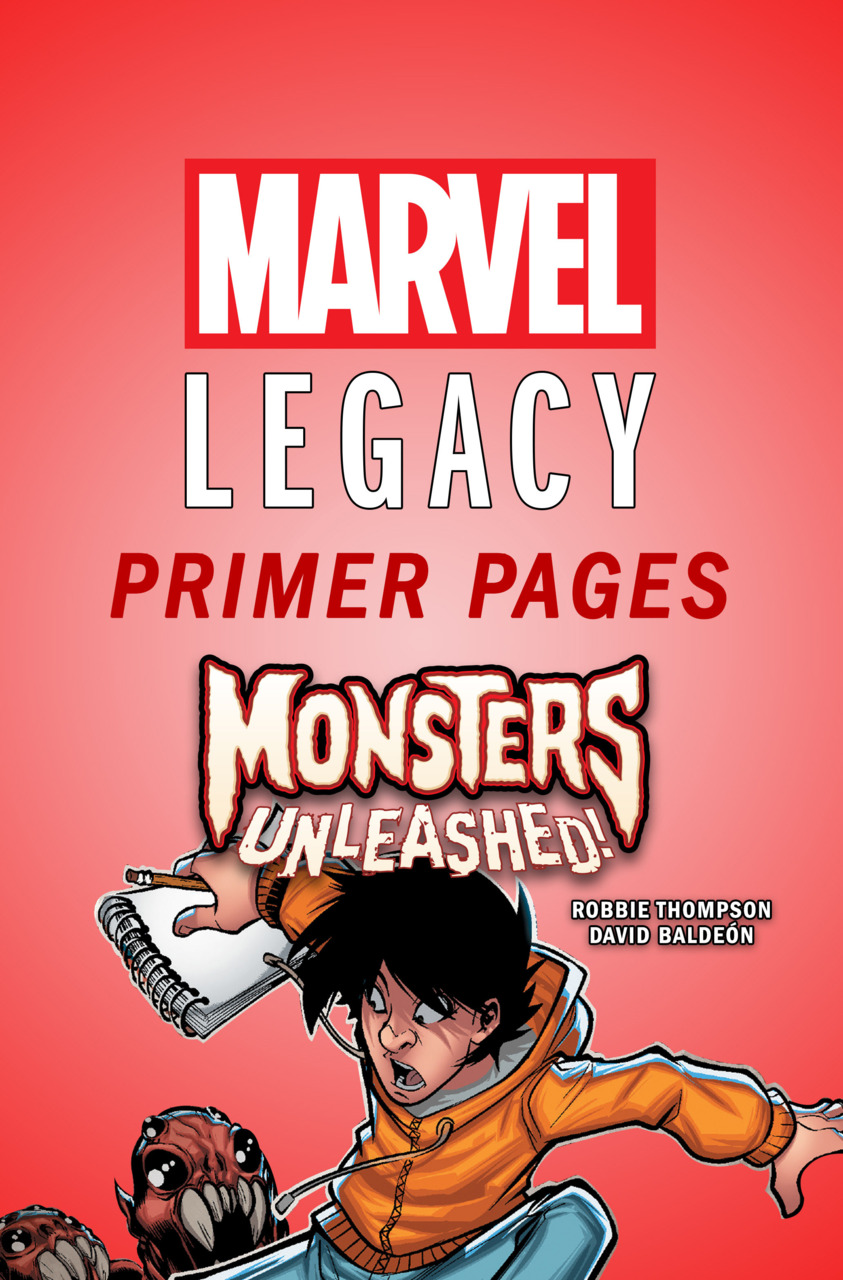 MARVEL
LEGACY
PRIMER PAGES
MONSTERS
UNLEASHED!
ROBBIE THOMPSON
DAVID BALDEÓN